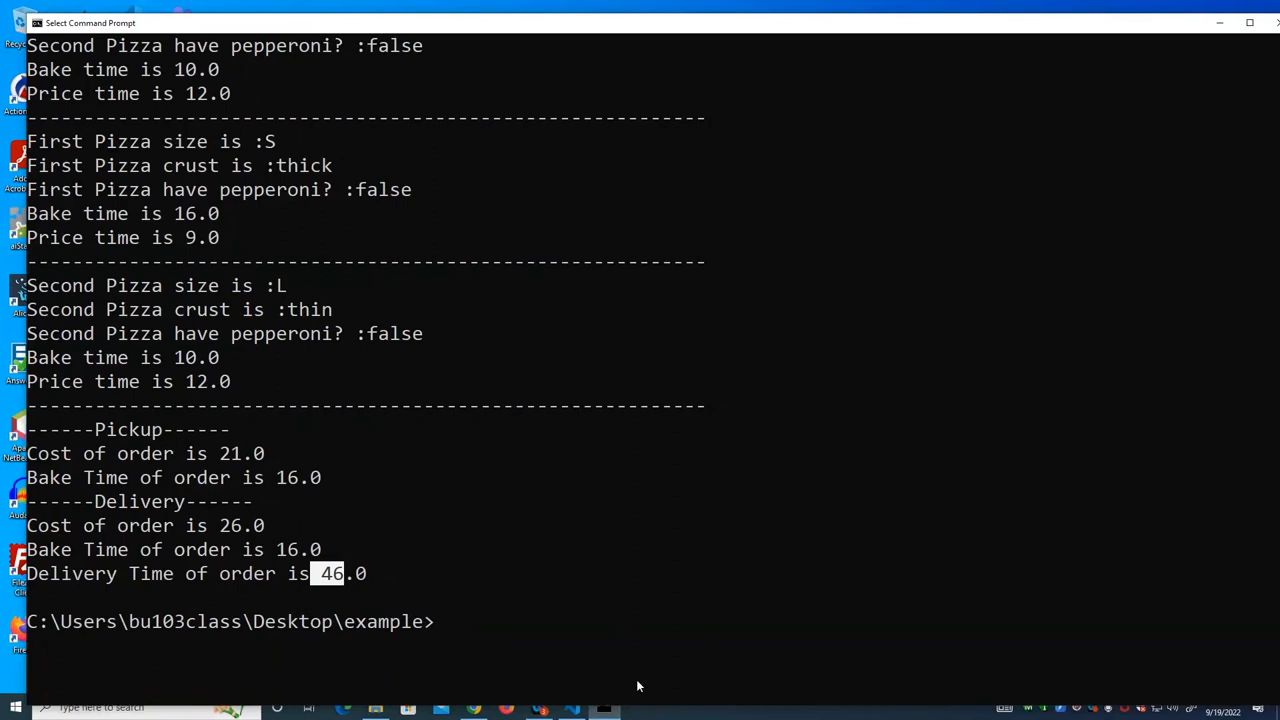 Select Command Prompt
Second Pizza have pepperoni? :false
Bake time is 10.0
Price time is 12.0
--------------------------------------------------------------
First Pizza size is :S
First Pizza crust is :thick
First Pizza have pepperoni? :false
Bake time is 16.0
Price time is 9.0
--------------------------------------------------------------
Second Pizza size is :L
Second Pizza crust is :thin
Second Pizza have pepperoni? :false
Bake time is 10.0
Price time is 12.0
--------------------------------------------------------------
------Pickup------
Cost of order is 21.0
Bake Time of order is 16.0
------Delivery------
Cost of order is 26.0
Bake Time of order is 16.0
Delivery Time of order is 46.0
C:\Users\bu103class\Desktop\example>
Type here to search
9/19/2022